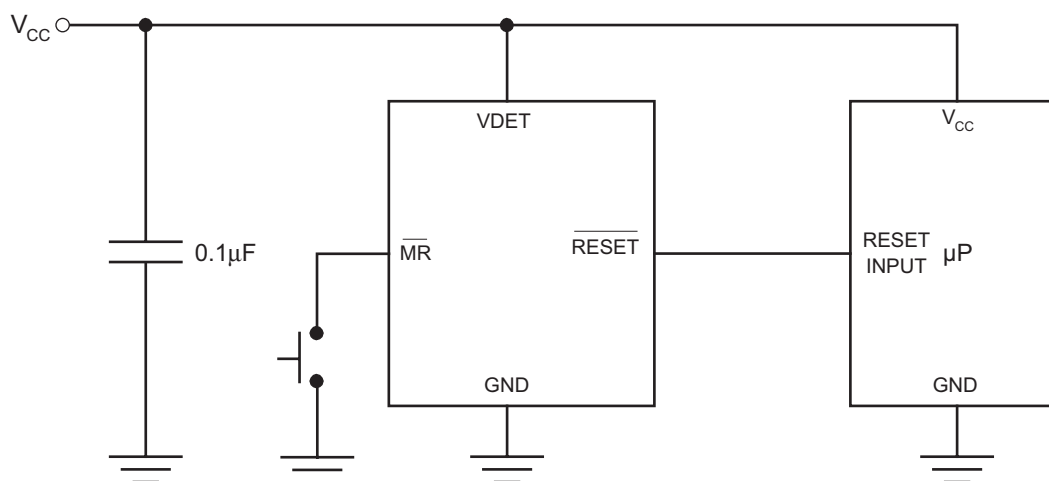 VCC
VDET
VCC
0.1μF
MR
RESET
RESET
INPUT
μP
GND
GND